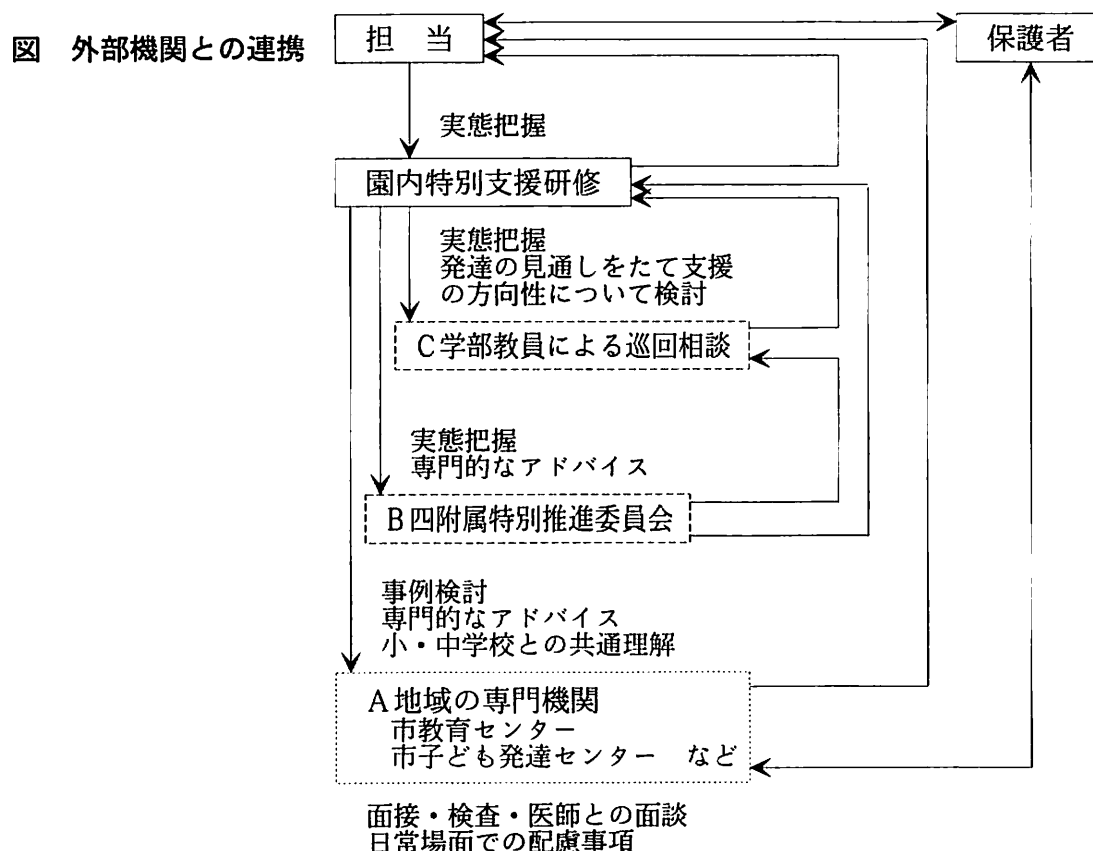 図 外部機関との連携
担 当
保護者
実態把握
園内特別支援研修
実態把握
発達の見通しをたて支援
の方向性について検討
C学部教員による巡回相談
実態把握
専門的なアドバイス
B四附属特別推進委員会
事例検討
専門的なアドバイス
小・中学校との共通理解
A地域の専門機関
市教育センター
市子ども発達センター など
面接・検査・医師との面談
日常場面での配慮事項